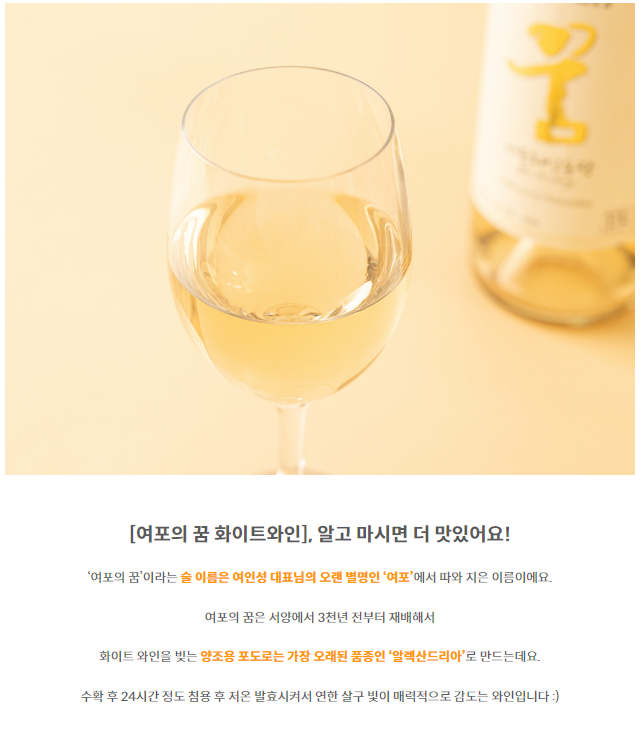 꿈
[여포의 꿈 화이트와인], 알고 마시면 더 맛있어요!
‘여포의 꿈’이라는 술 이름은 여인성 대표님의 오랜 별명인 ‘여포’에서 따와 지은 이름이에요.
여포의 꿈은 서양에서 3천년 전부터 재배해서
화이트 와인을 빚는 양조용 포도로는 가장 오래된 품종인 ‘알렉산드리아’로 만드는데요.
수확 후 24시간 정도 침용 후 저온 발효시켜서 연한 살구 빛이 매력적으로 감도는 와인입니다 :)